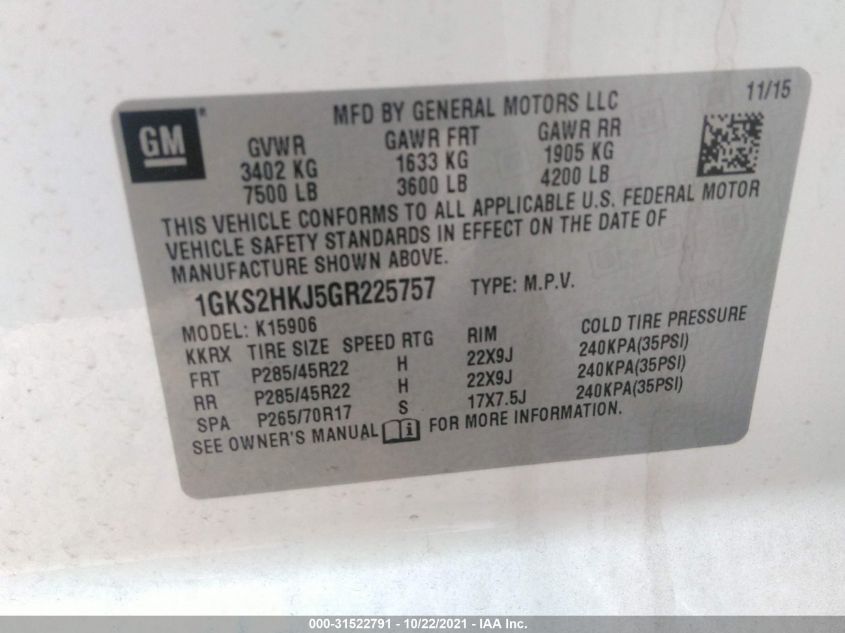 MFD BY GENERAL MOTORS LLC 11/15
GM
GVWR GAWR FRT GAWR RR
3402 KG 1633 KG 1905 KG
7500 LB 3600 LB 4200 LB
THIS VEHICLE CONFORMS TO ALL APPLICABLE U.S. FEDERAL MOTOR
VEHICLE SAFETY STANDARDS IN EFFECT ON THE DATE OF
MANUFACTURE SHOWN ABOVE.
1GKS2HKJ5GR225757 TYPE: M.P.V.
MODEL: K15906
KKRX TIRE SIZE SPEED RTG RIM COLD TIRE PRESSURE
FRT P285/45R22 H 22X9J 240KPA(35PSI)
RR P285/45R22 H 22X9J 240KPA(35PSI)
SPA P265/70R17 S 17X7.5J 240KPA(35PSI)
SEE OWNER'S MANUAL FOR MORE INFORMATION.
000-31522791 - 10/22/2021 - IAA Inc.